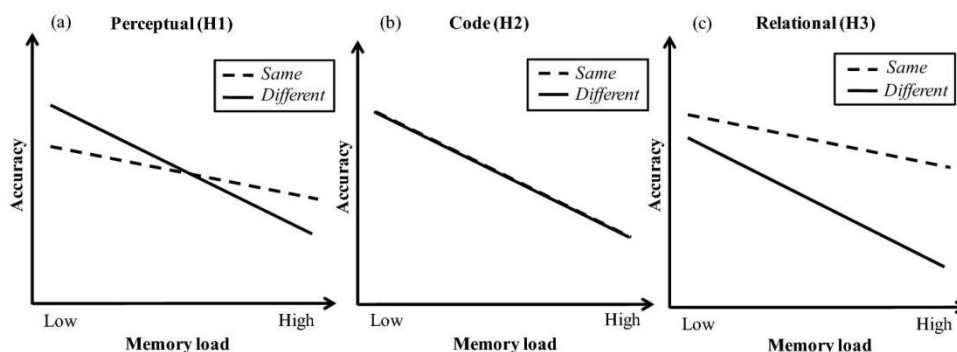 (a) Perceptual (H1)
Same
Different
Accuracy
Low High
Memory load
(b) Code (H2)
Same
Different
Accuracy
Low High
Memory load
(c) Relational (H3)
Same
Different
Accuracy
Low High
Memory load